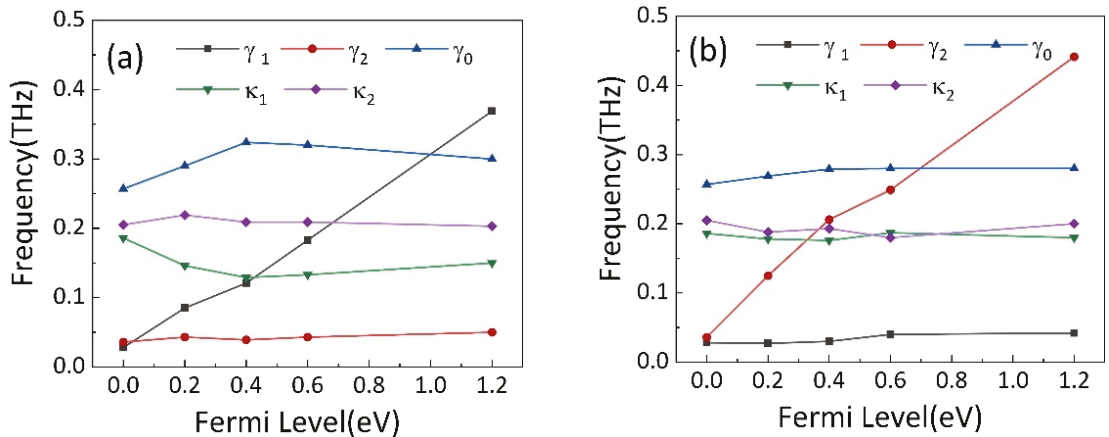 (a)
γ1 γ2 γ0
κ1 κ2
Frequency(THz)
0.5
0.4
0.3
0.2
0.1
0.0
0.0 0.2 0.4 0.6 0.8 1.0 1.2
Fermi Level(eV)
(b)
γ1 γ2 γ0
κ1 κ2
Frequency(THz)
0.5
0.4
0.3
0.2
0.1
0.0
0.0 0.2 0.4 0.6 0.8 1.0 1.2
Fermi Level(eV)